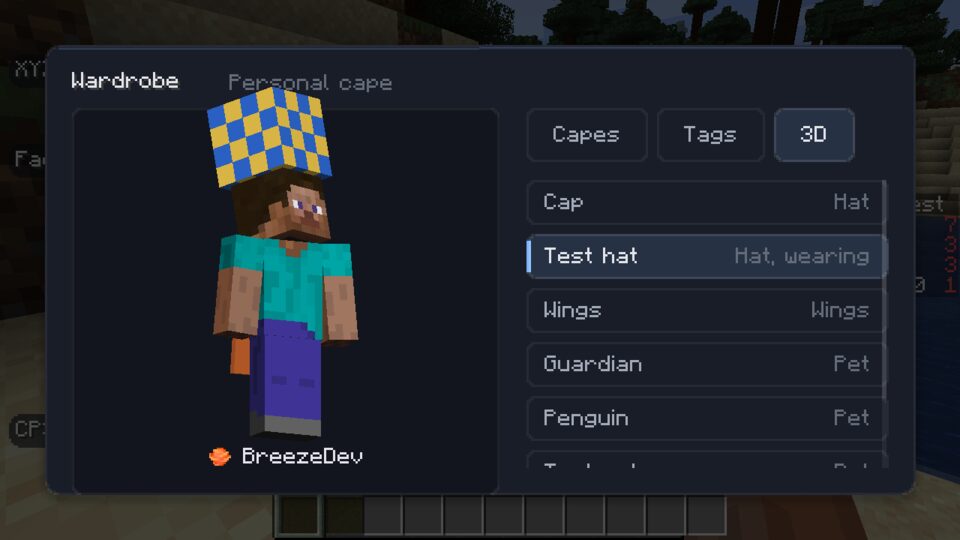 Wardrobe
Personal cape
Capes
Tags
3D
Cap
Hat
Test hat
Hat, wearing
Wings
Wings
Guardian
Pet
Penguin
Pet
BreezeDev